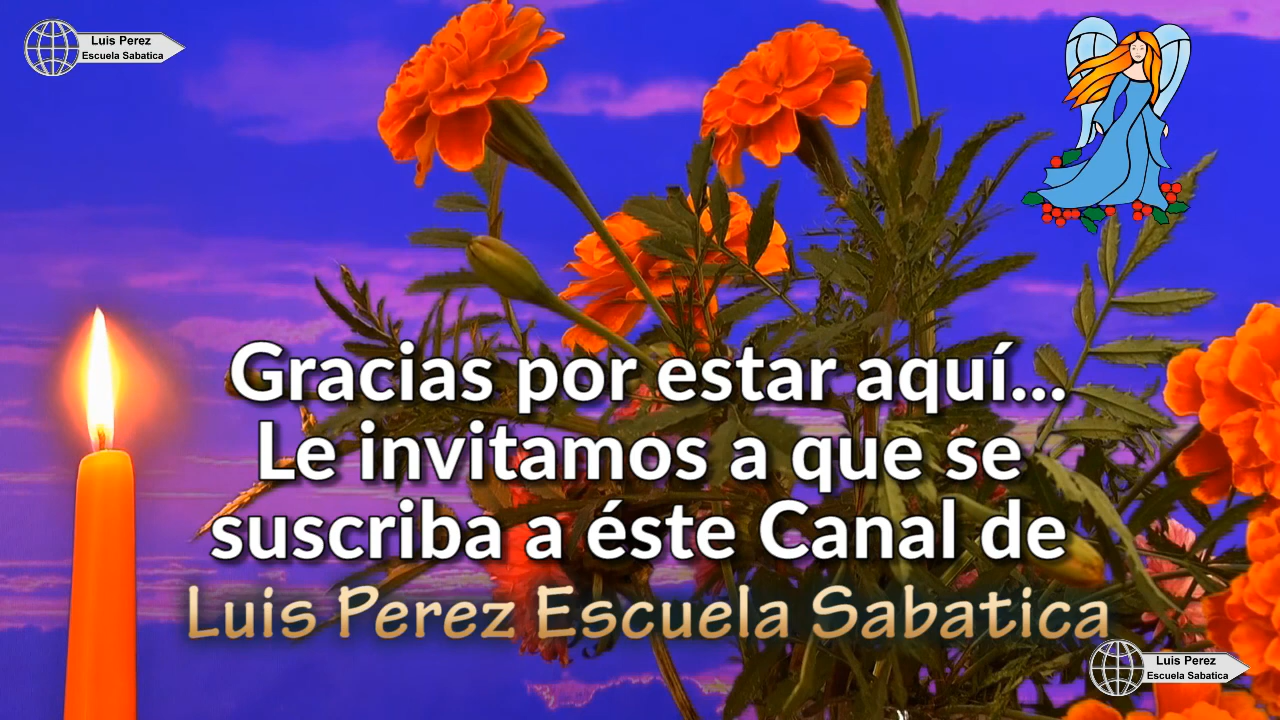 Luis Perez
Escuela Sabatica
Gracias por estar aquí...
Le invitamos a que se
suscriba a éste Canal de
Luis Perez Escuela Sabatica
Luis Perez
Escuela Sabatica